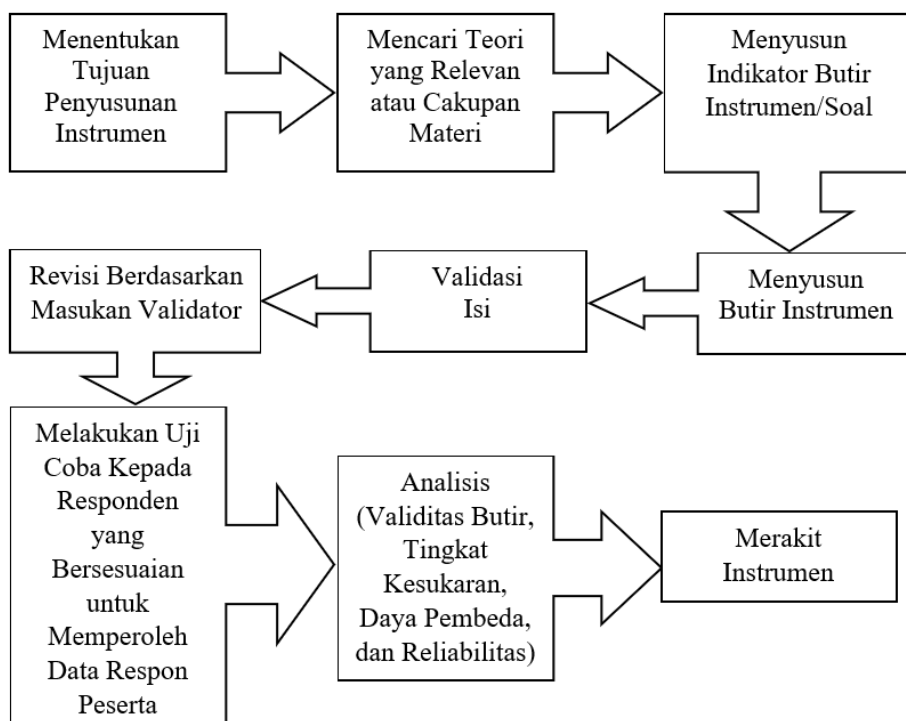 Menentukan
Tujuan
Penyusunan
Instrumen
Mencari Teori
yang Relevan
atau Cakupan
Materi
Menyusun
Indikator Butir
Instrumen/Soal
Menyusun
Butir Instrumen
Validasi
Isi
Revisi Berdasarkan
Masukan Validator
Melakukan Uji
Coba Kepada
Responden
yang
Bersesuaian
untuk
Memperoleh
Data Respon
Peserta
Analisis
(Validitas Butir,
Tingkat
Kesukaran,
Daya Pembeda,
dan Reliabilitas)
Merakit
Instrumen